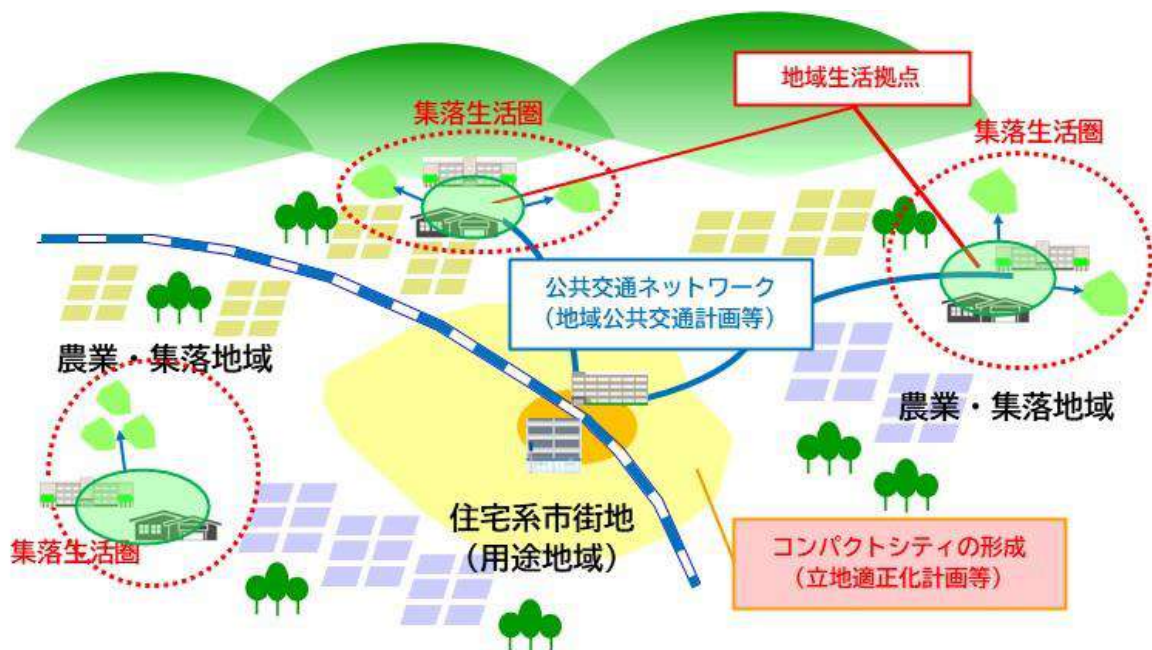 地域生活拠点
集落生活圏
集落生活圏
公共交通ネットワーク
（地域公共交通計画等）
農業・集落地域
農業・集落地域
集落生活圏
住宅系市街地
（用途地域）
コンパクトシティの形成
（立地適正化計画等）